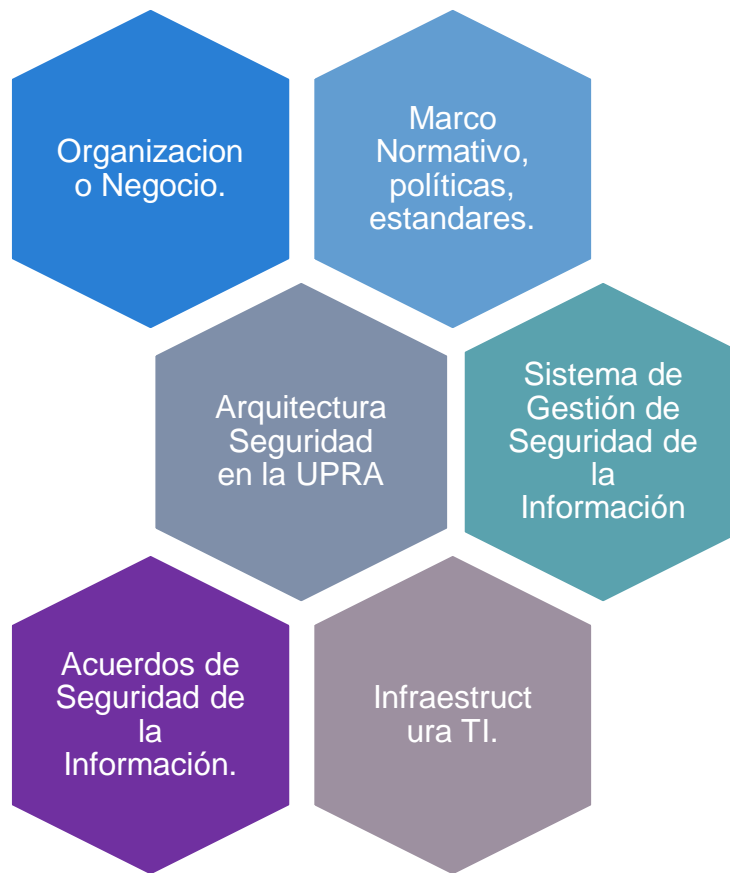 Organizacion
o Negocio.
Marco
Normativo,
políticas,
estandares.
Arquitectura
Seguridad
en la UPRA
Sistema de
Gestión de
Seguridad de
la
Información
Acuerdos de
Seguridad de
la
Información.
Infraestruct
ura TI.